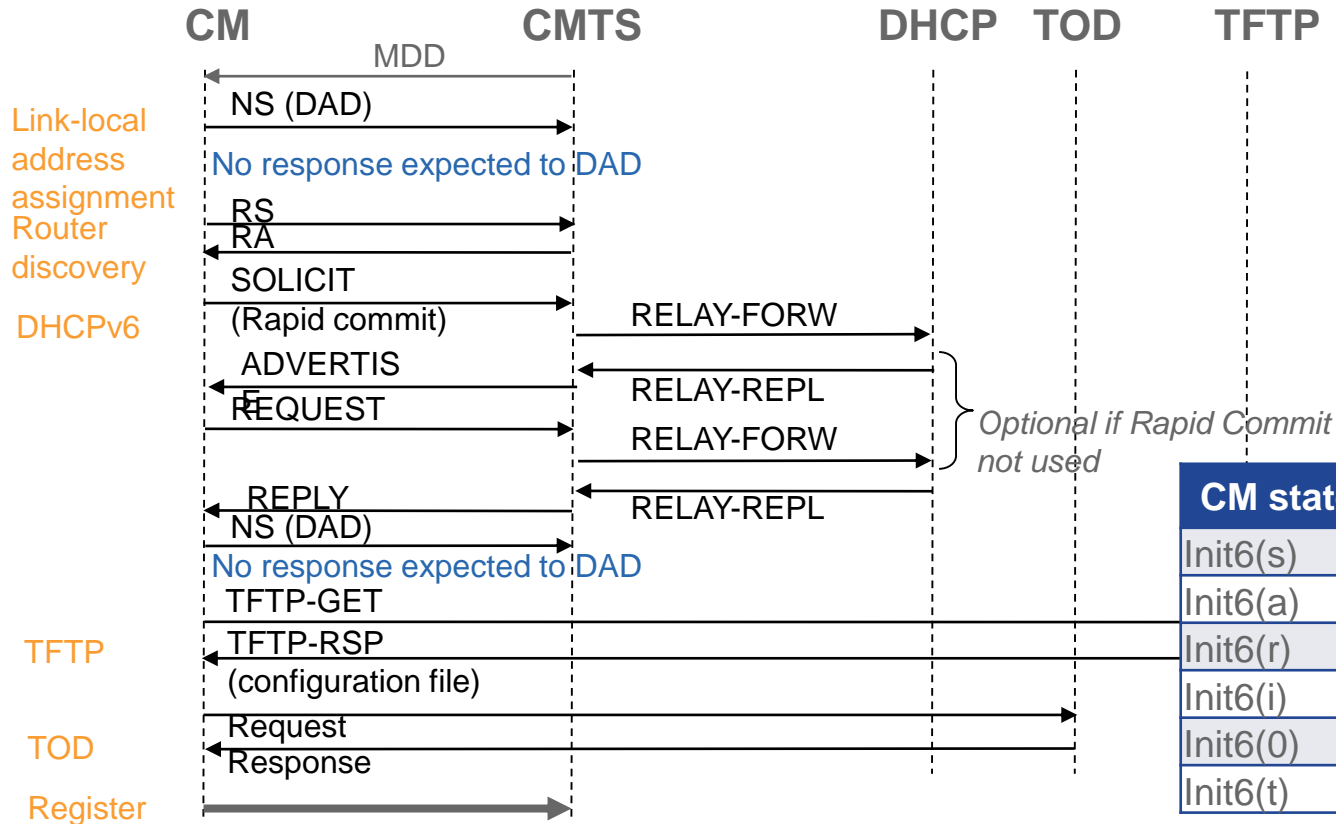 CM CMTS DHCP TOD TFTP
MDD
NS (DAD)
Link-local
address
assignment
No response expected to DAD
RS
Router
discovery
RA
SOLICIT
(Rapid commit)
DHCPv6
RELAY-FORW
ADVERTIS
E
RELAY-REPL
REQUEST
RELAY-FORW
Optional if Rapid Commit
not used
REPLY
RELAY-REPL
NS (DAD)
No response expected to DAD
TFTP-GET
TFTP
TFTP-RSP
(configuration file)
Request
TOD
Response
Register
CM stat
Init6(s)
Init6(a)
Init6(r)
Init6(i)
Init6(0)
Init6(t)